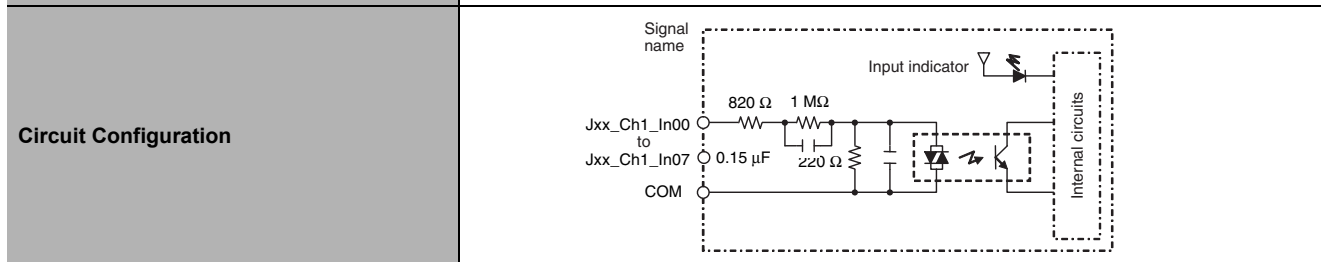 Circuit Configuration
Signal
name
Input indicator
820 Ω
1 MΩ
Jxx_Ch1_In00
to
Jxx_Ch1_In07
0.15 μF
220 Ω
COM
Internal circuits